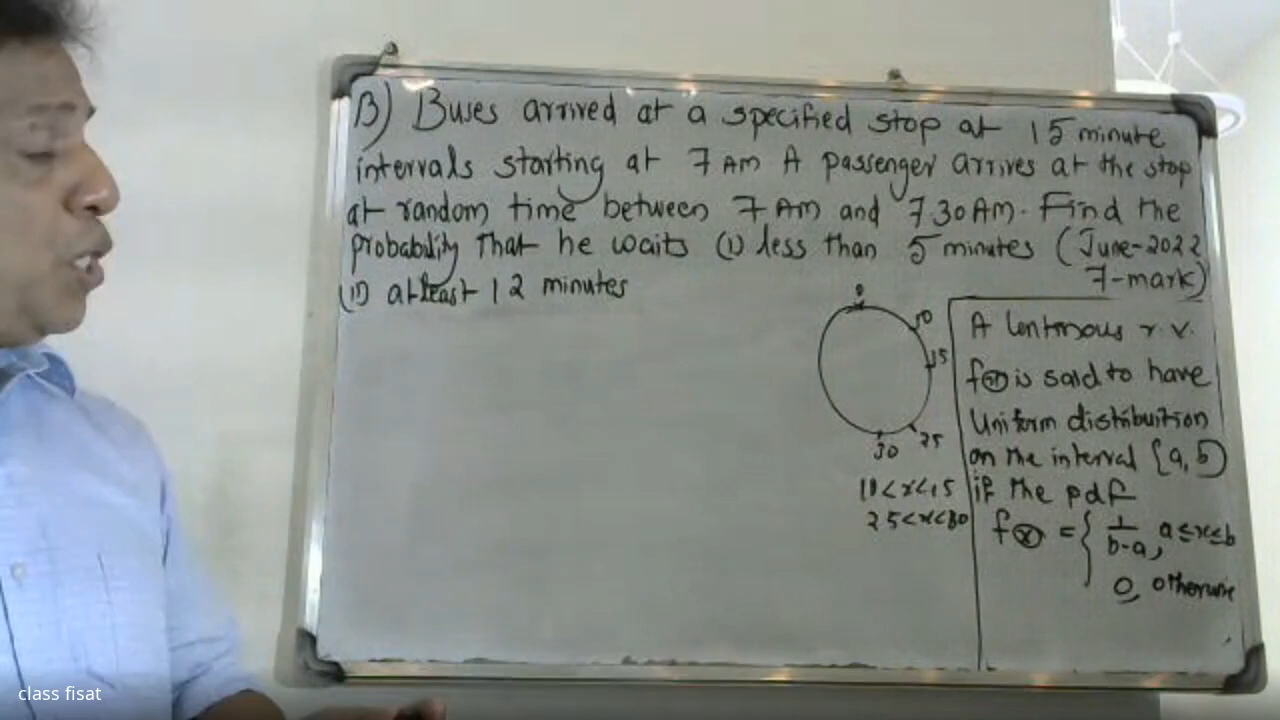 B) Buses arrived at a specified stop at 15 minute
intervals starting at 7 AM A passenger arrives at the stop
at random time between 7 AM and 7.30 AM. Find the
probability That he waits (i) less than 5 minutes (June-2022
7-mark)
(ii) atleast 12 minutes
0
10
15
25
30
10<x<15
25<x<30
A continous r.v.
f(x) is said to have
Uniform distribuition
on the interval [a, b]
if the pdf
f(x) = { 1/b-a, a≤x≤b
0, otherwise
class fisat